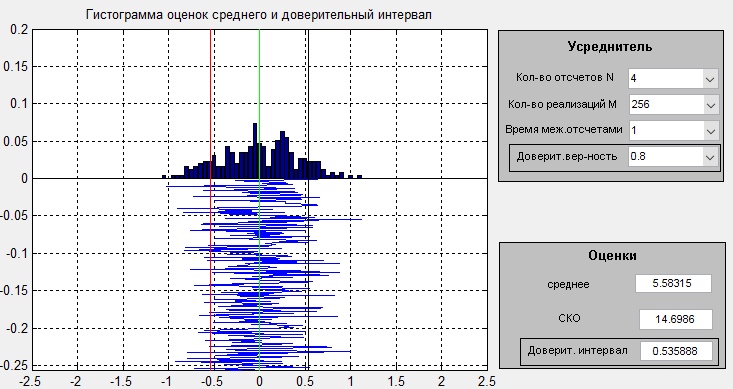 Гистограмма оценок среднего и доверительный интервал
0.2
0.15
0.1
0.05
0
-0.05
-0.1
-0.15
-0.2
-0.25
-2.5 -2 -1.5 -1 -0.5 0 0.5 1 1.5 2 2.5
Усреднитель
Кол-во отсчетов N 4
Кол-во реализаций M 256
Время меж.отсчетами 1
Доверит.вер-ность 0.8
Оценки
среднее 5.58315
СКО 14.6986
Доверит. интервал 0.535888